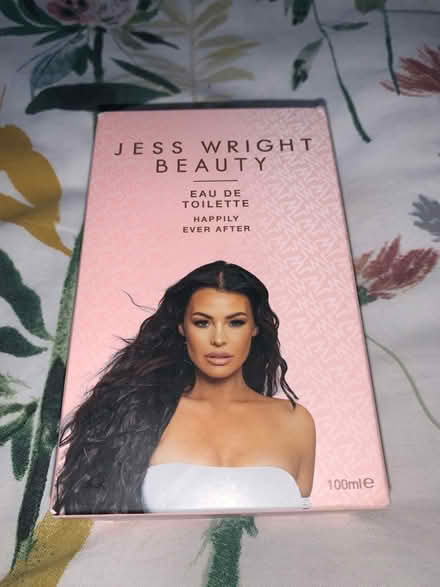 JESS WRIGHT
BEAUTY
EAU DE
TOILETTE
HAPPILY
EVER AFTER
100ml℮